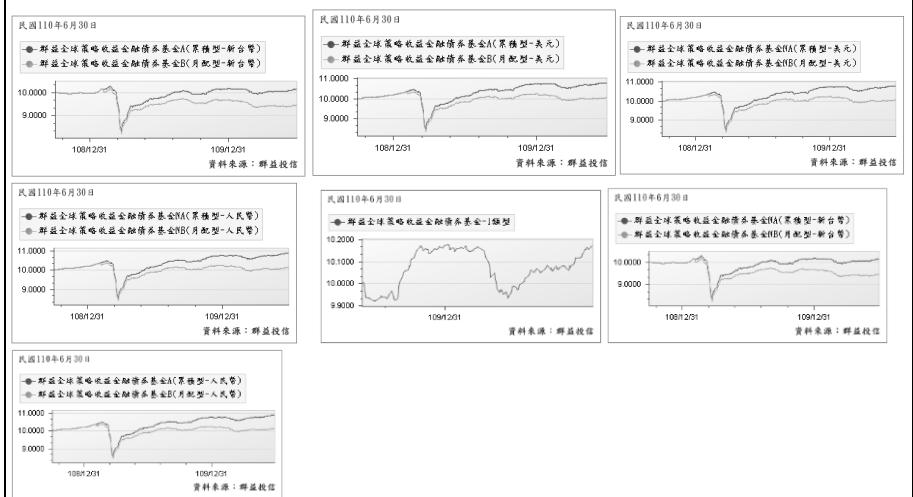 民國110年6月30日
群益全球策略收益金融債券基金A(累積型-新台幣)
群益全球策略收益金融債券基金B(月配型-新台幣)
10.0000
9.0000
108/12/31
109/12/31
資料來源：群益投信
民國110年6月30日
群益全球策略收益金融債券基金A(累積型-美元)
群益全球策略收益金融債券基金B(月配型-美元)
11.0000
10.0000
9.0000
108/12/31
109/12/31
資料來源：群益投信
民國110年6月30日
群益全球策略收益金融債券基金NA(累積型-美元)
群益全球策略收益金融債券基金NB(月配型-美元)
11.0000
10.0000
9.0000
108/12/31
109/12/31
資料來源：群益投信
民國110年6月30日
群益全球策略收益金融債券基金NA(累積型-人民幣)
群益全球策略收益金融債券基金NB(月配型-人民幣)
11.0000
10.0000
9.0000
108/12/31
109/12/31
資料來源：群益投信
群益全球策略收益金融債券基金-I類型
10.2000
10.1000
10.0000
9.9000
109/12/31
資料來源：群益投信
民國110年6月30日
群益全球策略收益金融債券基金NA(累積型-新台幣)
群益全球策略收益金融債券基金NB(月配型-新台幣)
10.0000
9.0000
108/12/31
109/12/31
資料來源：群益投信
民國110年6月30日
群益全球策略收益金融債券基金A(累積型-人民幣)
群益全球策略收益金融債券基金B(月配型-人民幣)
11.0000
10.0000
9.0000
108/12/31
109/12/31
資料來源：群益投信